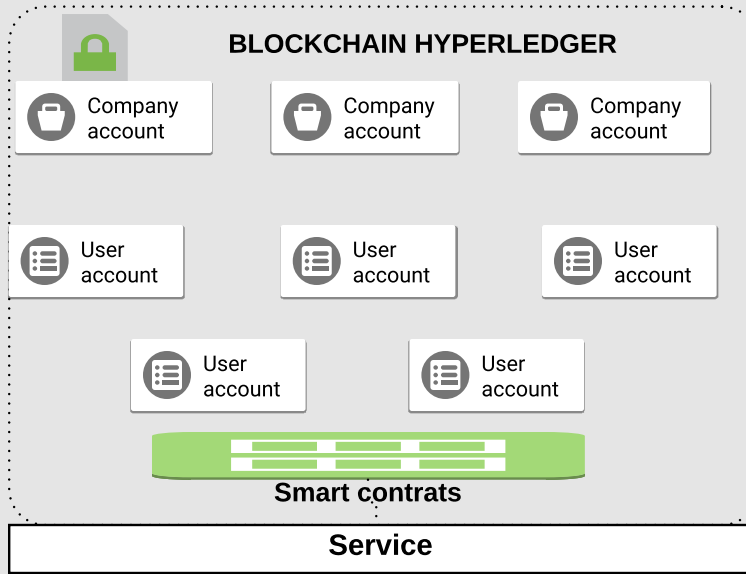 BLOCKCHAIN HYPERLEDGER
Company
account
Company
account
Company
account
User
account
User
account
User
account
User
account
User
account
Smart contrats
Service